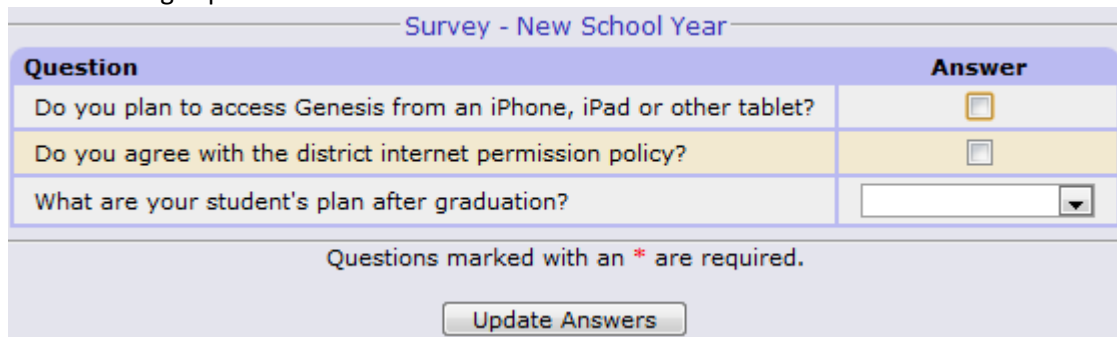 Survey - New School Year
Question Answer
Do you plan to access Genesis from an iPhone, iPad or other tablet?
Do you agree with the district internet permission policy?
What are your student's plan after graduation?
Questions marked with an * are required.
Update Answers